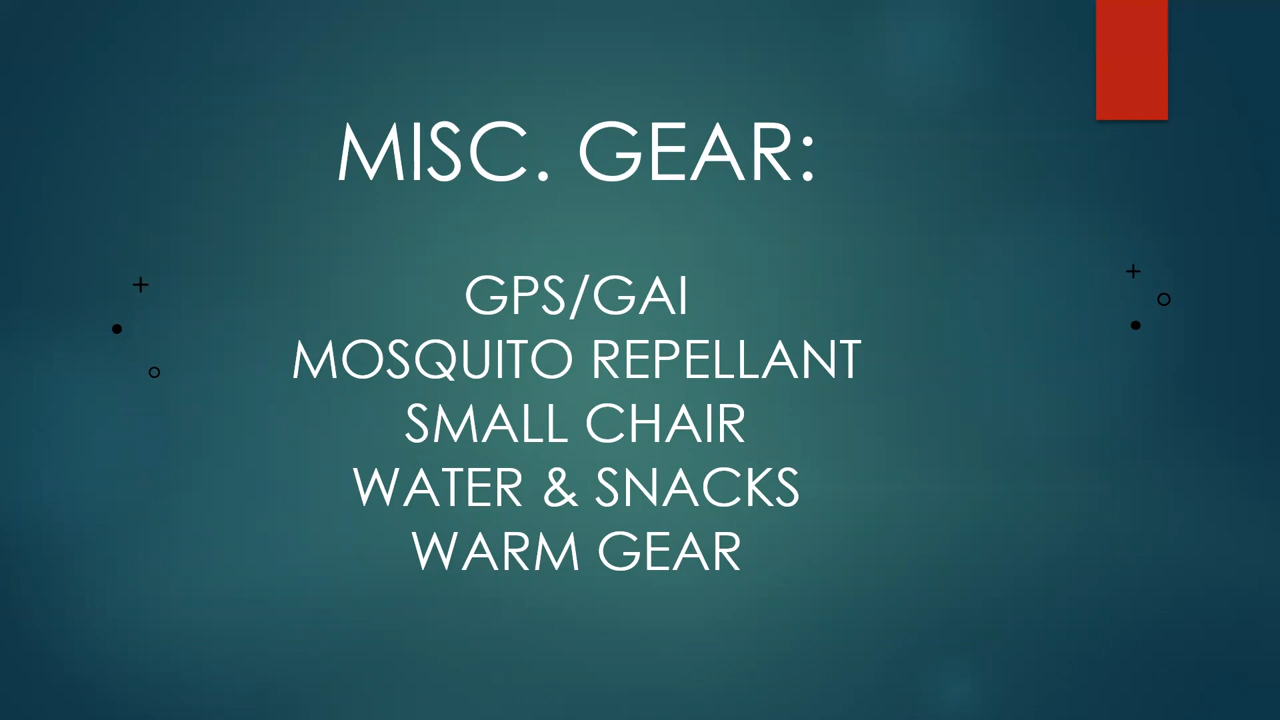 MISC. GEAR:
GPS/GAI
MOSQUITO REPELLANT
SMALL CHAIR
WATER & SNACKS
WARM GEAR